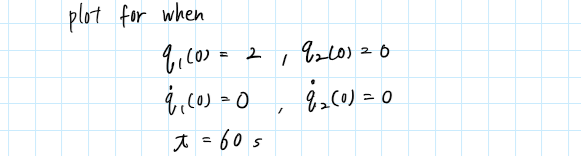 plot for when
q₁(0) = 2 , q₂(0) = 0
q̇₁(0) = 0 , q̇₂(0) = 0
t = 60 s